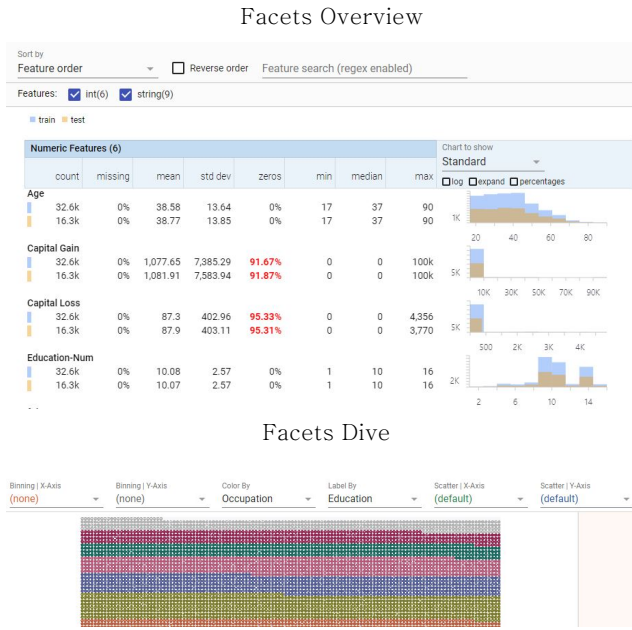 Facets Overview
Sort by
Feature order Reverse order Feature search (regex enabled)
Features: int(6) string(9)
train test
Numeric Features (6) Chart to show
Standard
count missing mean std dev zeros min median max
log expand percentages
Age
32.6k 0% 38.58 13.64 0% 17 37 90
16.3k 0% 38.77 13.85 0% 17 37 90
1K
20 40 60 80
Capital Gain
32.6k 0% 1,077.65 7,385.29 91.67% 0 0 100k
16.3k 0% 1,081.91 7,583.94 91.87% 0 0 100k
5K
10K 30K 50K 70K 90K
Capital Loss
32.6k 0% 87.3 402.96 95.33% 0 0 4,356
16.3k 0% 87.9 403.11 95.31% 0 0 3,770
5K
500 2K 3K 4K
Education-Num
32.6k 0% 10.08 2.57 0% 1 10 16
16.3k 0% 10.07 2.57 0% 1 10 16
2K
2 6 10 14
Facets Dive
Binning | X-Axis Binning | Y-Axis Color By Label By Scatter | X-Axis Scatter | Y-Axis
(none) (none) Occupation Education (default) (default)